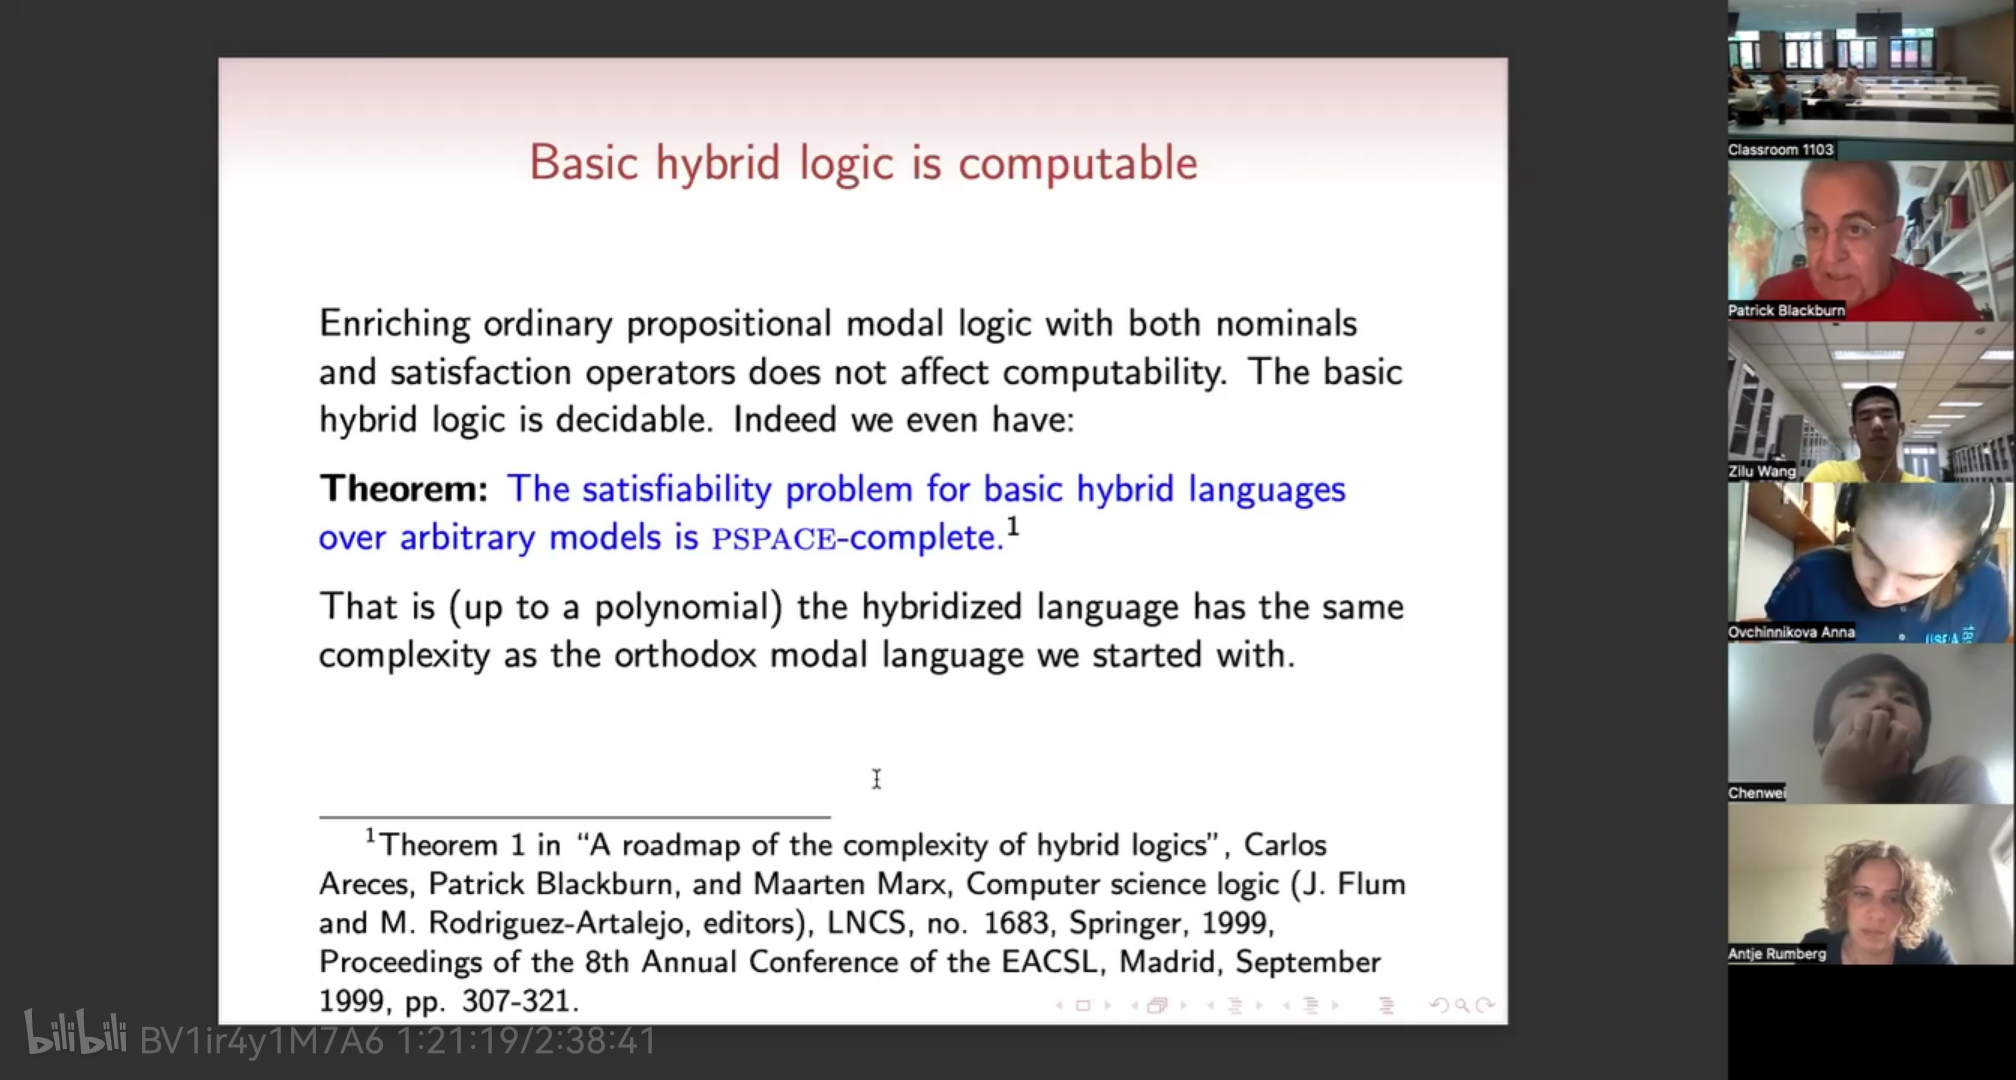 Basic hybrid logic is computable
Enriching ordinary propositional modal logic with both nominals
and satisfaction operators does not affect computability. The basic
hybrid logic is decidable. Indeed we even have:
Theorem: The satisfiability problem for basic hybrid languages
over arbitrary models is PSPACE-complete.¹
That is (up to a polynomial) the hybridized language has the same
complexity as the orthodox modal language we started with.
¹Theorem 1 in “A roadmap of the complexity of hybrid logics”, Carlos
Areces, Patrick Blackburn, and Maarten Marx, Computer science logic (J. Flum
and M. Rodriguez-Artalejo, editors), LNCS, no. 1683, Springer, 1999,
Proceedings of the 8th Annual Conference of the EACSL, Madrid, September
1999, pp. 307-321.
bilibili BV1ir4y1M7A6 1:21:19/2:38:41
Classroom 1103
Patrick Blackburn
Zilu Wang
Ovchinnikova Anna
Chenwei
Antje Rumberg